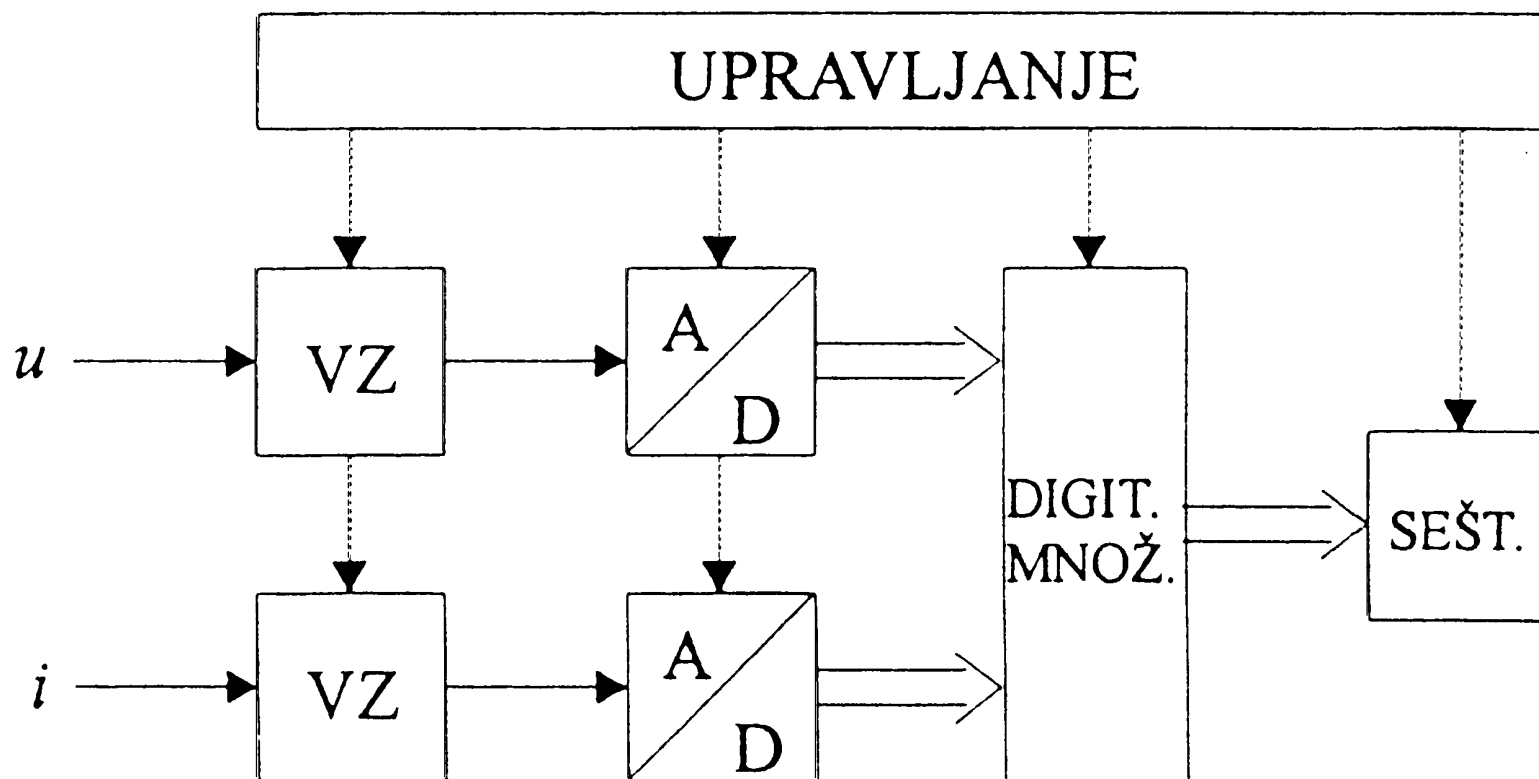 UPRAVLJANJE
u
VZ
A
D
DIGIT.
MNOŽ.
SEŠT.
i
VZ
A
D